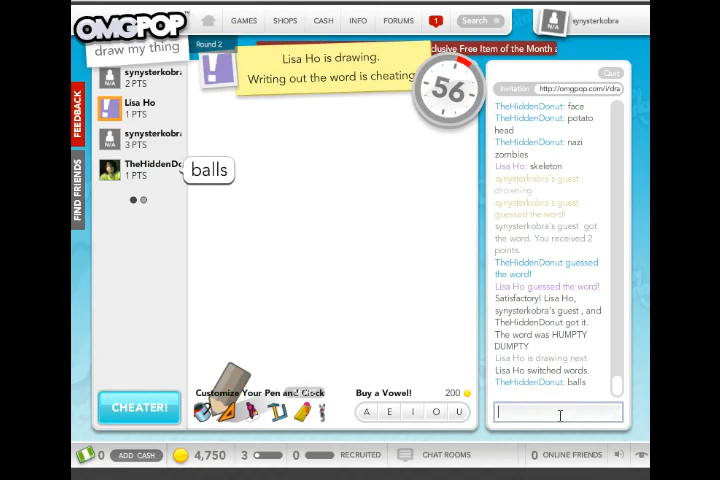 OMGPOP
draw my thing
GAMES
SHOPS
CASH
INFO
FORUMS
1
Search
synysterkobra
Round 2
clusive Free Item of the Month a
Lisa Ho is drawing.
Writing out the word is cheating
56
synysterkobra
2 PTS
Lisa Ho
1 PTS
synysterkobra
3 PTS
TheHiddenDo
1 PTS
balls
FEEDBACK
FIND FRIENDS
Quit
Invitation
http://omgpop.com/i/dra
TheHiddenDonut: face
TheHiddenDonut: potato
head
TheHiddenDonut: nazi
zombies
Lisa Ho: skeleton
synysterkobra's guest :
drowning
synysterkobra's guest
guessed the word!
synysterkobra's guest got
the word. You received 2
points.
TheHiddenDonut guessed
the word!
Lisa Ho guessed the word!
Satisfactory! Lisa Ho,
synysterkobra's guest , and
TheHiddenDonut got it.
The word was HUMPTY
DUMPTY
Lisa Ho is drawing next
Lisa Ho switched words.
TheHiddenDonut: balls
CHEATER!
Customize Your Pen and Clock
Buy a Vowel!
200
A E I O U
0
ADD CASH
4,750
3
0
RECRUITED
CHAT ROOMS
0 ONLINE FRIENDS